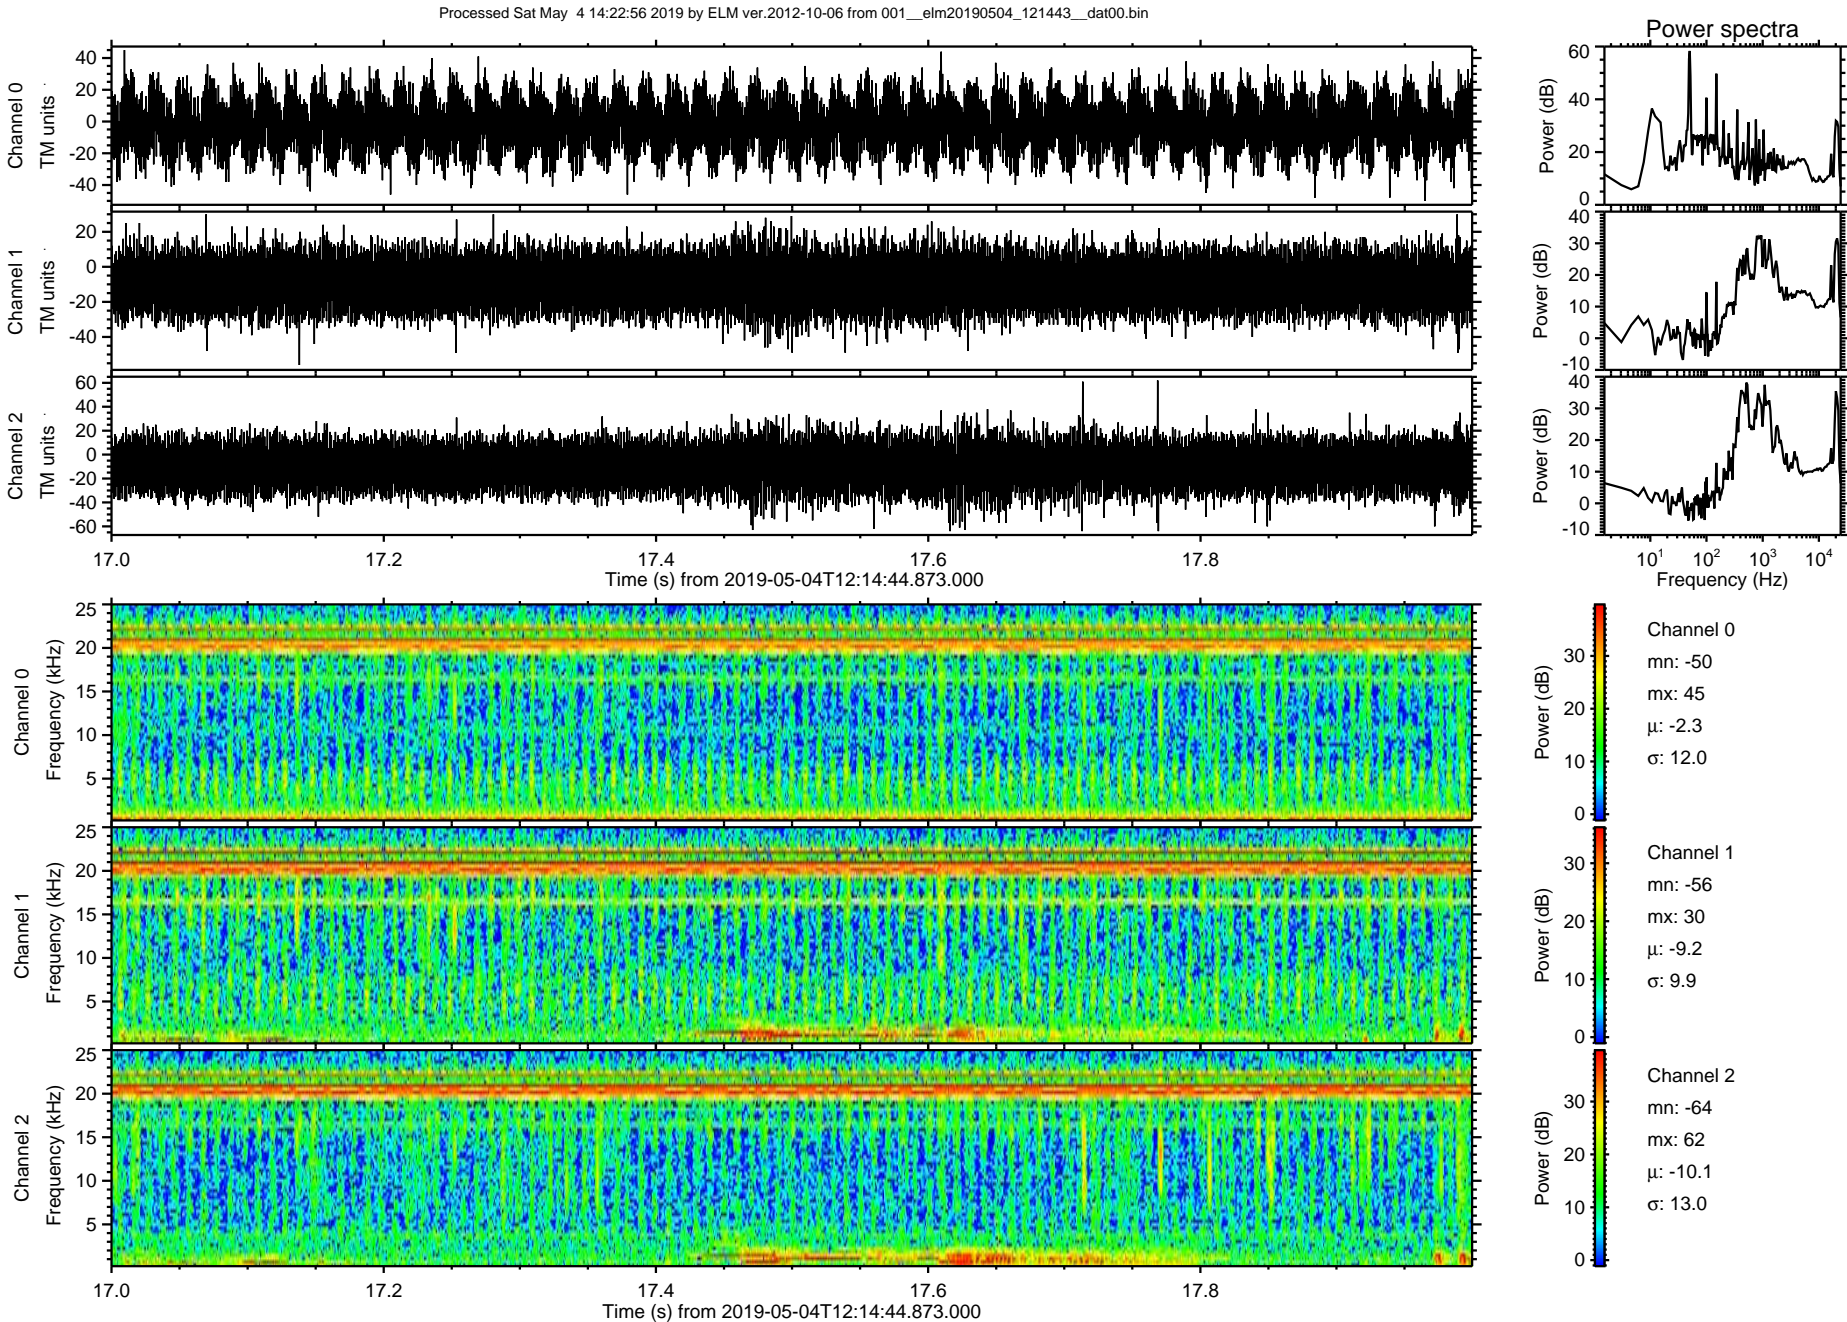 Processed Sat May 4 14:22:56 2019 by ELM ver.2012-10-06 from 001__elm20190504_121443__dat00.bin
Power spectra
Channel 0
TM units
40
20
0
-20
-40
Power (dB)
60
40
20
0
Channel 1
TM units
20
0
-20
-40
Power (dB)
40
30
20
10
0
-10
Channel 2
TM units
60
40
20
0
-20
-40
-60
Power (dB)
40
30
20
10
0
-10
17.0 17.2 17.4 17.6 17.8
Time (s) from 2019-05-04T12:14:44.873.000
10^1 10^2 10^3 10^4
Frequency (Hz)
Channel 0
Frequency (kHz)
25
20
15
10
5
Power (dB)
30
20
10
0
Channel 0
mn: -50
mx: 45
μ: -2.3
σ: 12.0
Channel 1
Frequency (kHz)
25
20
15
10
5
Power (dB)
30
20
10
0
Channel 1
mn: -56
mx: 30
μ: -9.2
σ: 9.9
Channel 2
Frequency (kHz)
25
20
15
10
5
Power (dB)
30
20
10
0
Channel 2
mn: -64
mx: 62
μ: -10.1
σ: 13.0
17.0 17.2 17.4 17.6 17.8
Time (s) from 2019-05-04T12:14:44.873.000